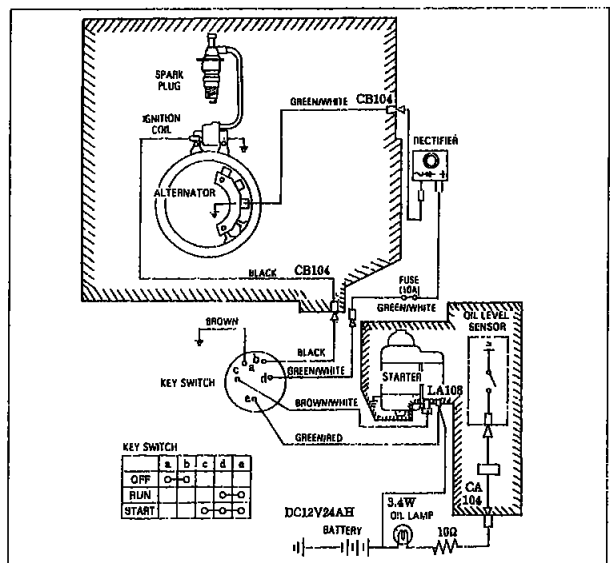 SPARK
PLUG
GREEN/WHITE
CB104
IGNITION
COIL
RECTIFIER
ALTERNATOR
BLACK
CB104
FUSE
(10A)
GREEN/WHITE
OIL LEVEL
SENSOR
BROWN
BLACK
GREEN/WHITE
KEY SWITCH
a
b
c
d
e
STARTER
LA108
BROWN/WHITE
GREEN/RED
KEY SWITCH
a b c d e
OFF
RUN
START
CA
104
DC12V24AH
3.4W
OIL LAMP
BATTERY
10Ω